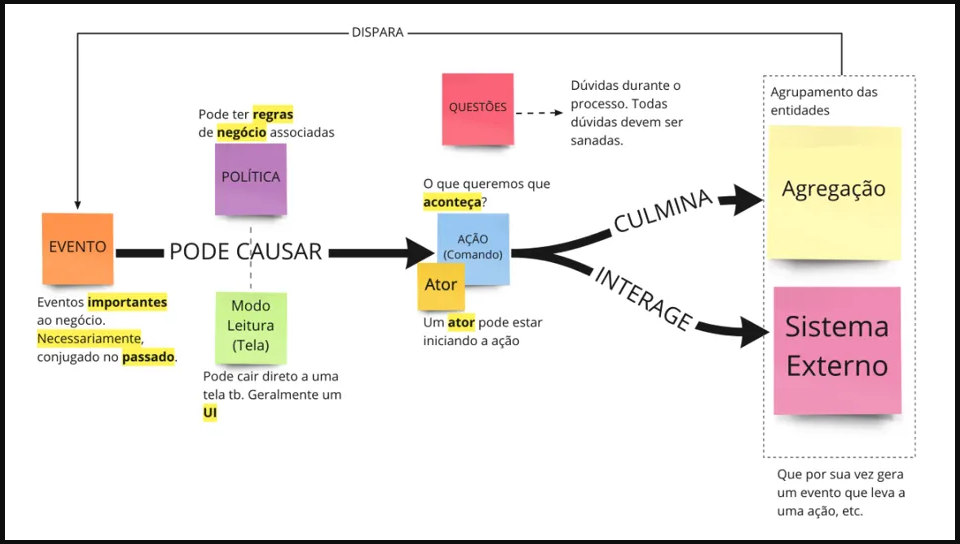 DISPARA
Pode ter regras
de negócio associadas
POLÍTICA
QUESTÕES
Dúvidas durante o
processo. Todas
dúvidas devem ser
sanadas.
Agrupamento das
entidades
Agregação
O que queremos que
aconteça?
AÇÃO
(Comando)
Ator
Um ator pode estar
iniciando a ação
CULMINA
INTERAGE
EVENTO
PODE CAUSAR
Eventos importantes
ao negócio.
Necessariamente,
conjugado no passado.
Modo
Leitura
(Tela)
Pode cair direto a uma
tela tb. Geralmente um
UI
Sistema
Externo
Que por sua vez gera
um evento que leva a
uma ação, etc.